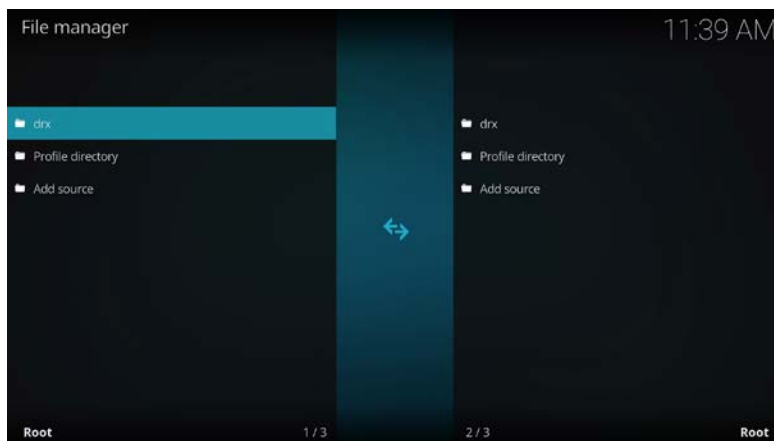 File manager
11:39 AM
drx
Profile directory
Add source
drx
Profile directory
Add source
Root
1 / 3
2 / 3
Root